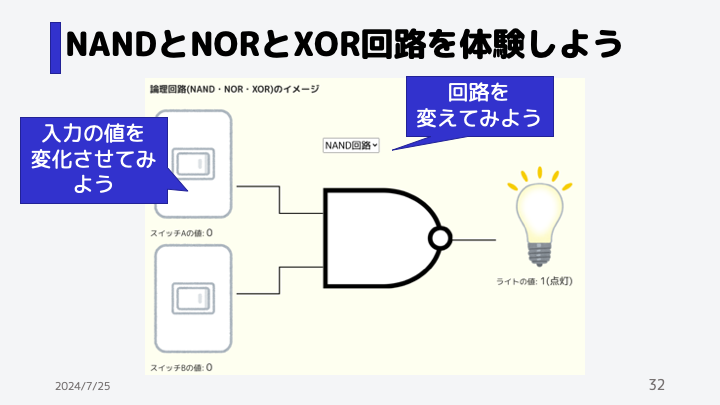 NANDとNORとXOR回路を体験しよう
論理回路(NAND・NOR・XOR)のイメージ
回路を
変えてみよう
入力の値を
変化させてみ
よう
NAND回路
スイッチAの値: 0
ライトの値: 1(点灯)
スイッチBの値: 0
2024/7/25
32